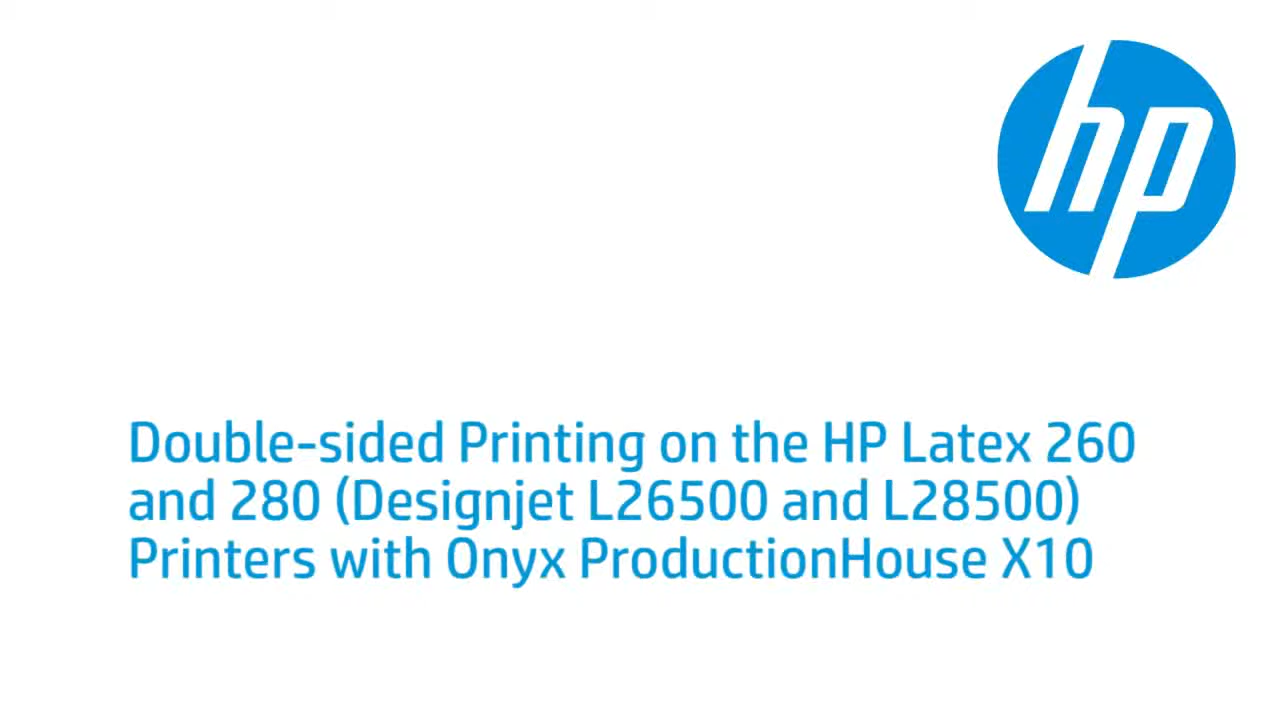 hp
Double-sided Printing on the HP Latex 260
and 280 (Designjet L26500 and L28500)
Printers with Onyx ProductionHouse X10